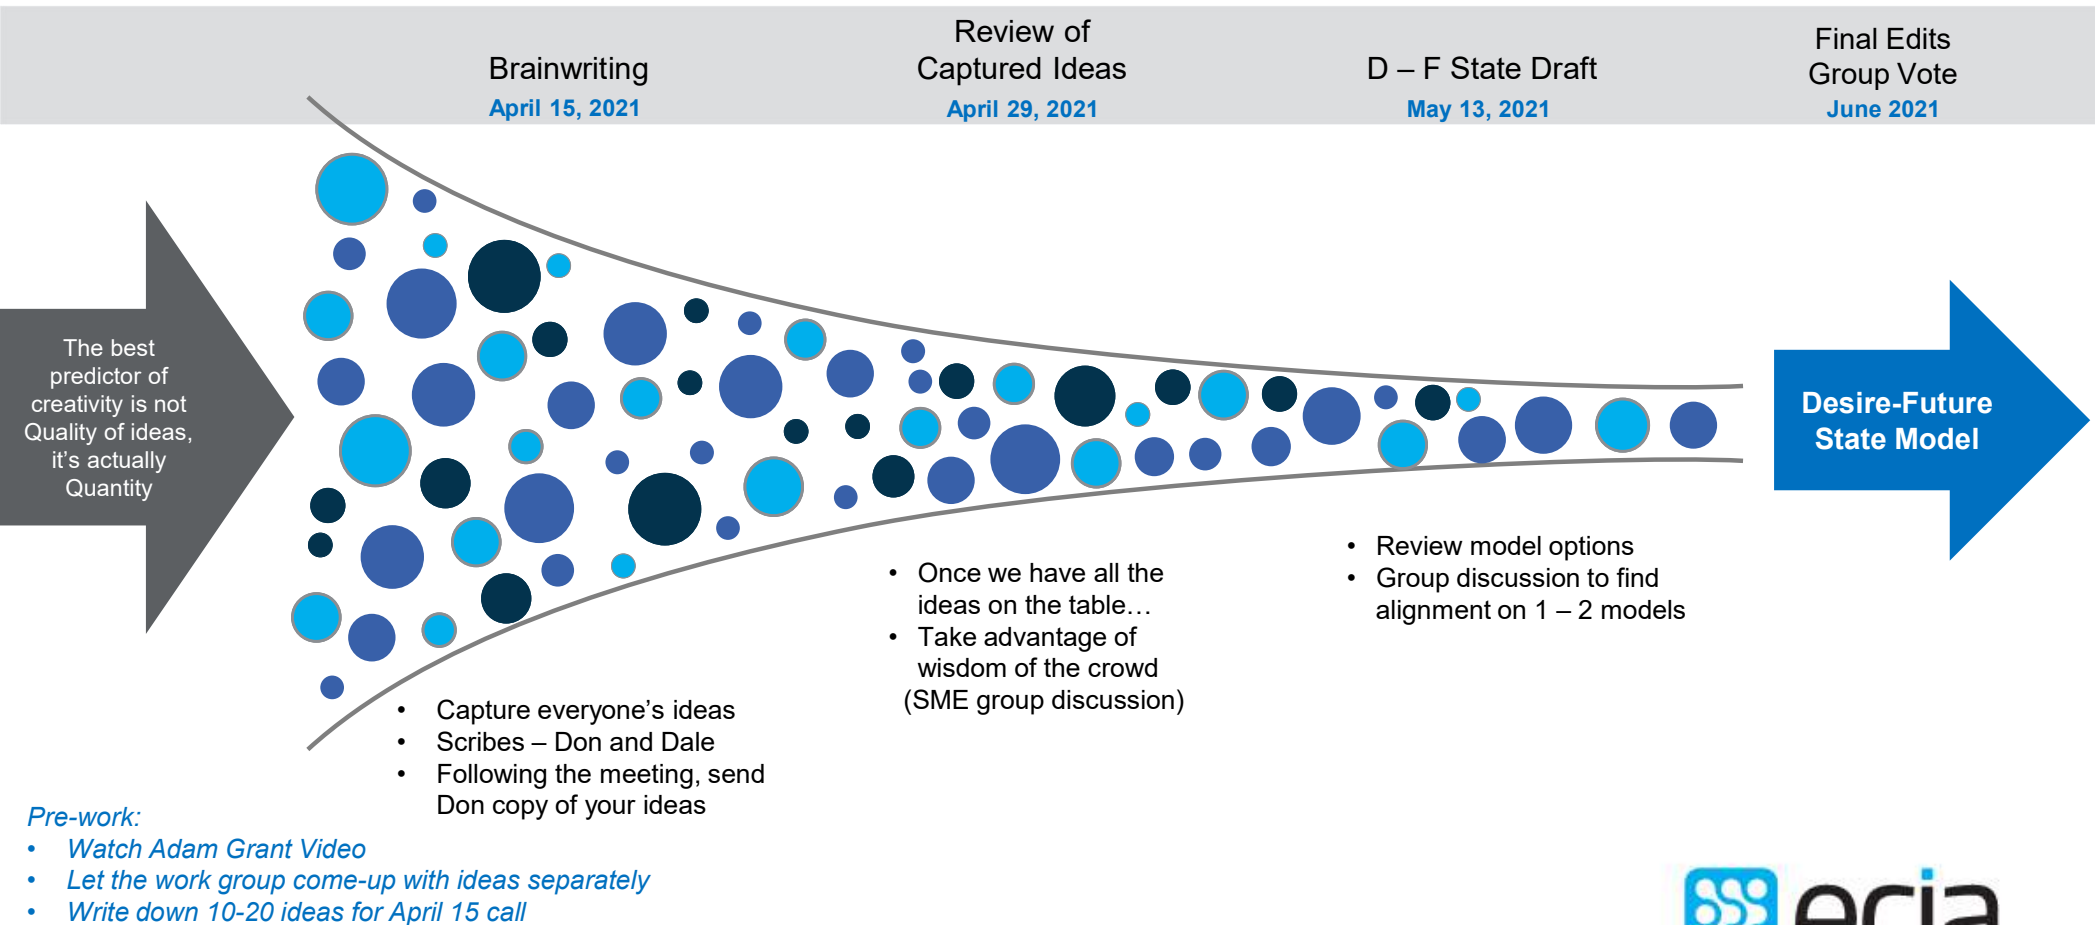 Brainwriting
April 15, 2021
Review of
Captured Ideas
April 29, 2021
D – F State Draft
May 13, 2021
Final Edits
Group Vote
June 2021
The best
predictor of
creativity is not
Quality of ideas,
it’s actually
Quantity
Desire-Future
State Model
• Capture everyone’s ideas
• Scribes – Don and Dale
• Following the meeting, send
Don copy of your ideas
• Once we have all the
ideas on the table…
• Take advantage of
wisdom of the crowd
(SME group discussion)
• Review model options
• Group discussion to find
alignment on 1 – 2 models
Pre-work:
• Watch Adam Grant Video
• Let the work group come-up with ideas separately
• Write down 10-20 ideas for April 15 call
ecia